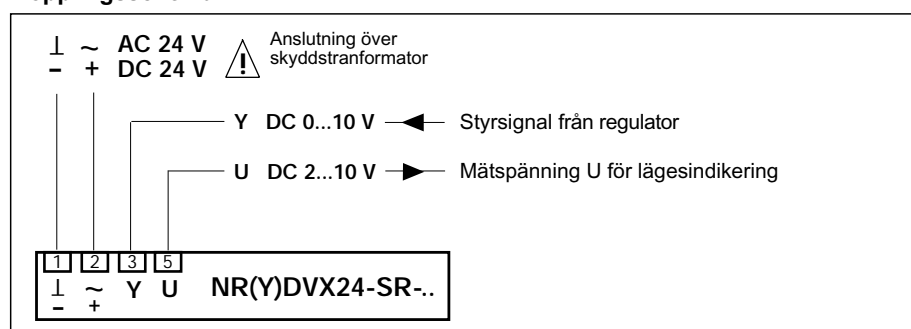 ⊥ ~ AC 24 V
– + DC 24 V
Anslutning över
skyddstranformator
Y DC 0...10 V Styrsignal från regulator
U DC 2...10 V Mätspänning U för lägesindikering
1 2 3 5
⊥ ~ Y U NR(Y)DVX24-SR-..
– +